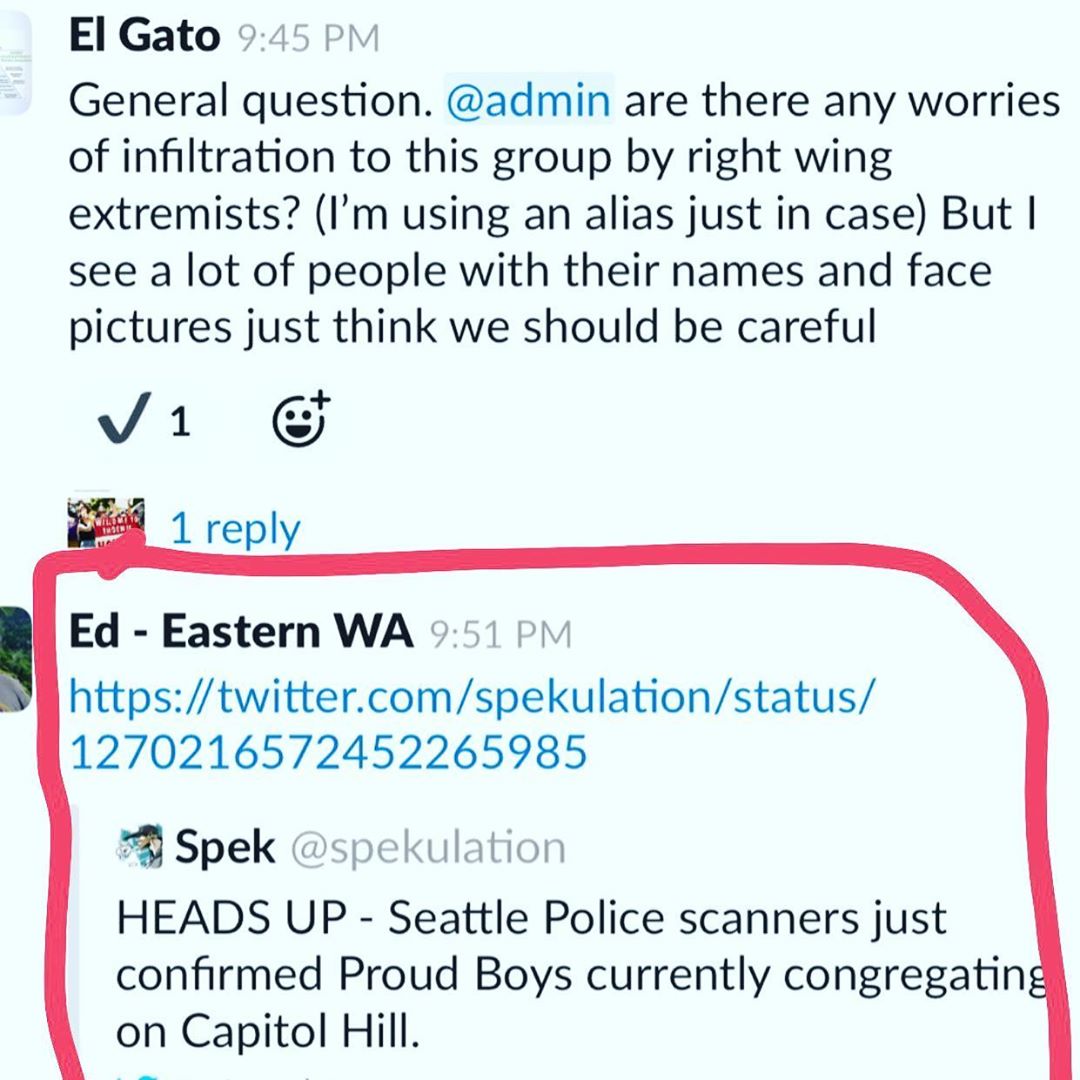 El Gato 9:45 PM
General question. @admin are there any worries
of infiltration to this group by right wing
extremists? (I'm using an alias just in case) But I
see a lot of people with their names and face
pictures just think we should be careful
1
1 reply
Ed - Eastern WA 9:51 PM
https://twitter.com/spekulation/status/
1270216572452265985
Spek @spekulation
HEADS UP - Seattle Police scanners just
confirmed Proud Boys currently congregating
on Capitol Hill.